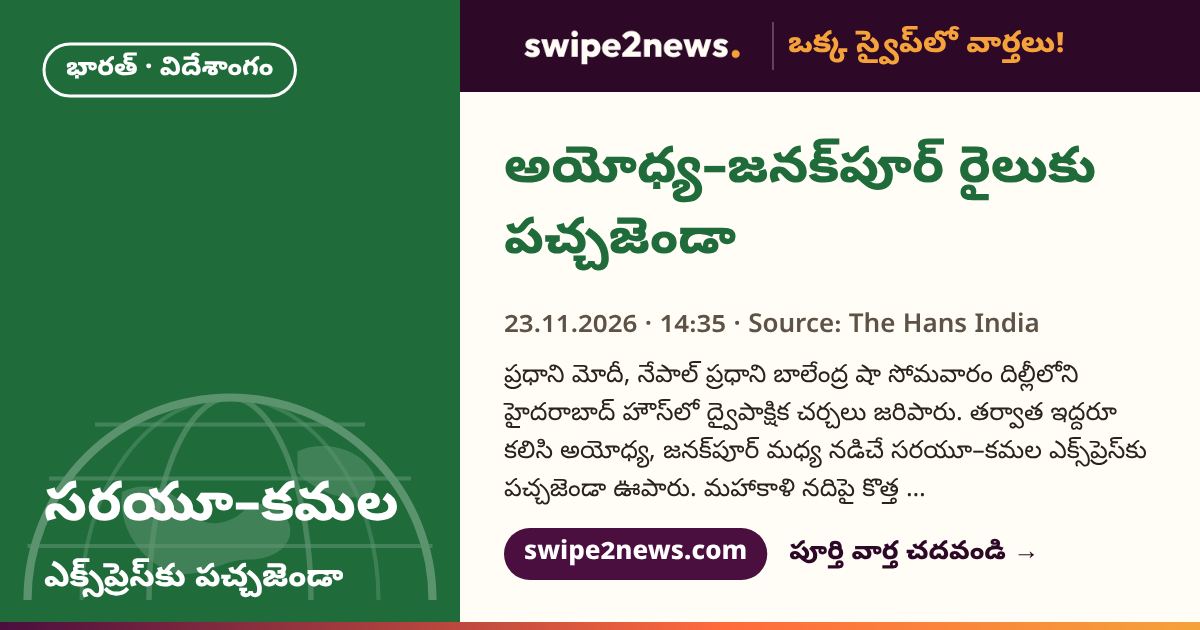 భారత్ · విదేశాంగం
సరయూ–కమల
ఎక్స్‌ప్రెస్‌కు పచ్చజెండా
swipe2news.
ఒక్క స్వైప్‌లో వార్తలు!
అయోధ్య–జనక్‌పూర్ రైలుకు
పచ్చజెండా
23.11.2026 · 14:35 · Source: The Hans India
ప్రధాని మోదీ, నేపాల్ ప్రధాని బాలేంద్ర షా సోమవారం దిల్లీలోని
హైదరాబాద్ హౌస్‌లో ద్వైపాక్షిక చర్చలు జరిపారు. తర్వాత ఇద్దరూ
కలిసి అయోధ్య, జనక్‌పూర్ మధ్య నడిచే సరయూ–కమల ఎక్స్‌ప్రెస్‌కు
పచ్చజెండా ఊపారు. మహాకాళి నదిపై కొత్త ...
swipe2news.com
పూర్తి వార్త చదవండి →